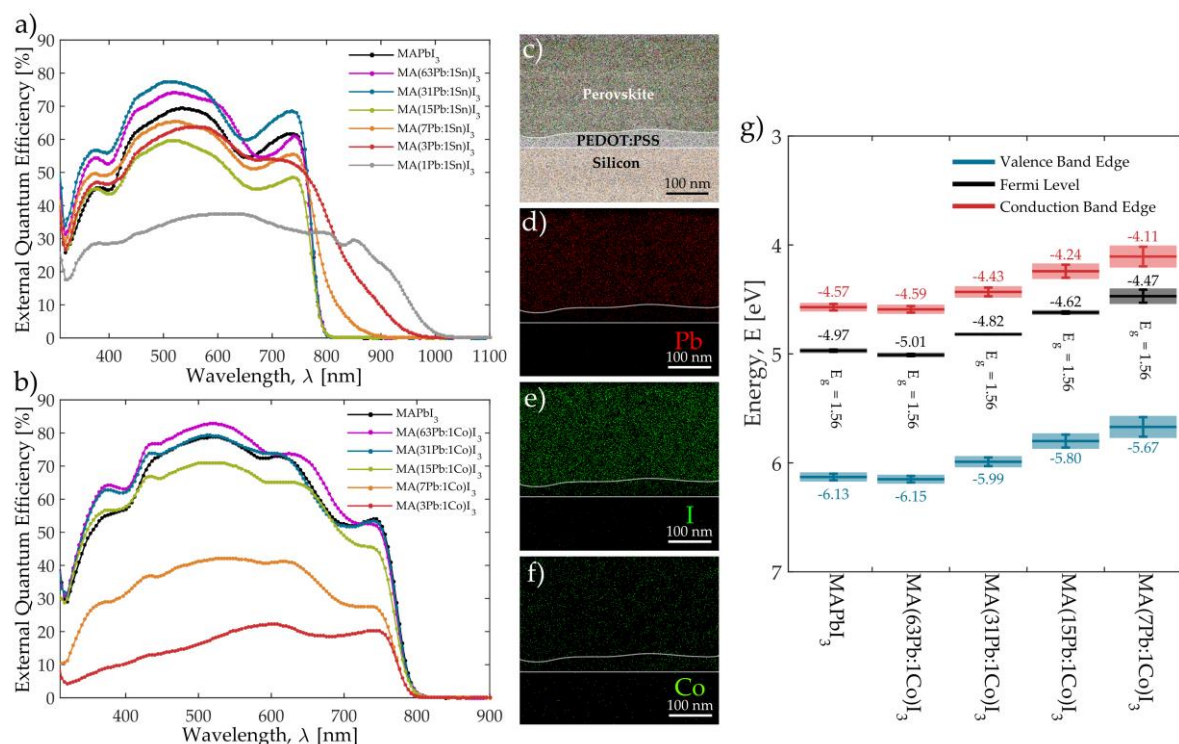 a)
External Quantum Efficiency [%]
90
80
70
60
50
40
30
20
10
0
400 500 600 700 800 900 1000 1100
Wavelength, λ [nm]
MAPbI3
MA(63Pb:1Sn)I3
MA(31Pb:1Sn)I3
MA(15Pb:1Sn)I3
MA(7Pb:1Sn)I3
MA(3Pb:1Sn)I3
MA(1Pb:1Sn)I3
b)
External Quantum Efficiency [%]
90
80
70
60
50
40
30
20
10
0
400 500 600 700 800 900
Wavelength, λ [nm]
MAPbI3
MA(63Pb:1Co)I3
MA(31Pb:1Co)I3
MA(15Pb:1Co)I3
MA(7Pb:1Co)I3
MA(3Pb:1Co)I3
c)
Perovskite
PEDOT:PSS
Silicon
100 nm
d)
Pb
100 nm
e)
I
100 nm
f)
Co
100 nm
g)
Energy, E [eV]
3
4
5
6
7
Valence Band Edge
Fermi Level
Conduction Band Edge
-4.57
-4.97
Eg = 1.56
-6.13
-4.59
-5.01
Eg = 1.56
-6.15
-4.43
-4.82
Eg = 1.56
-5.99
-4.24
-4.62
Eg = 1.56
-5.80
-4.11
-4.47
Eg = 1.56
-5.67
MAPbI3
MA(63Pb:1Co)I3
MA(31Pb:1Co)I3
MA(15Pb:1Co)I3
MA(7Pb:1Co)I3